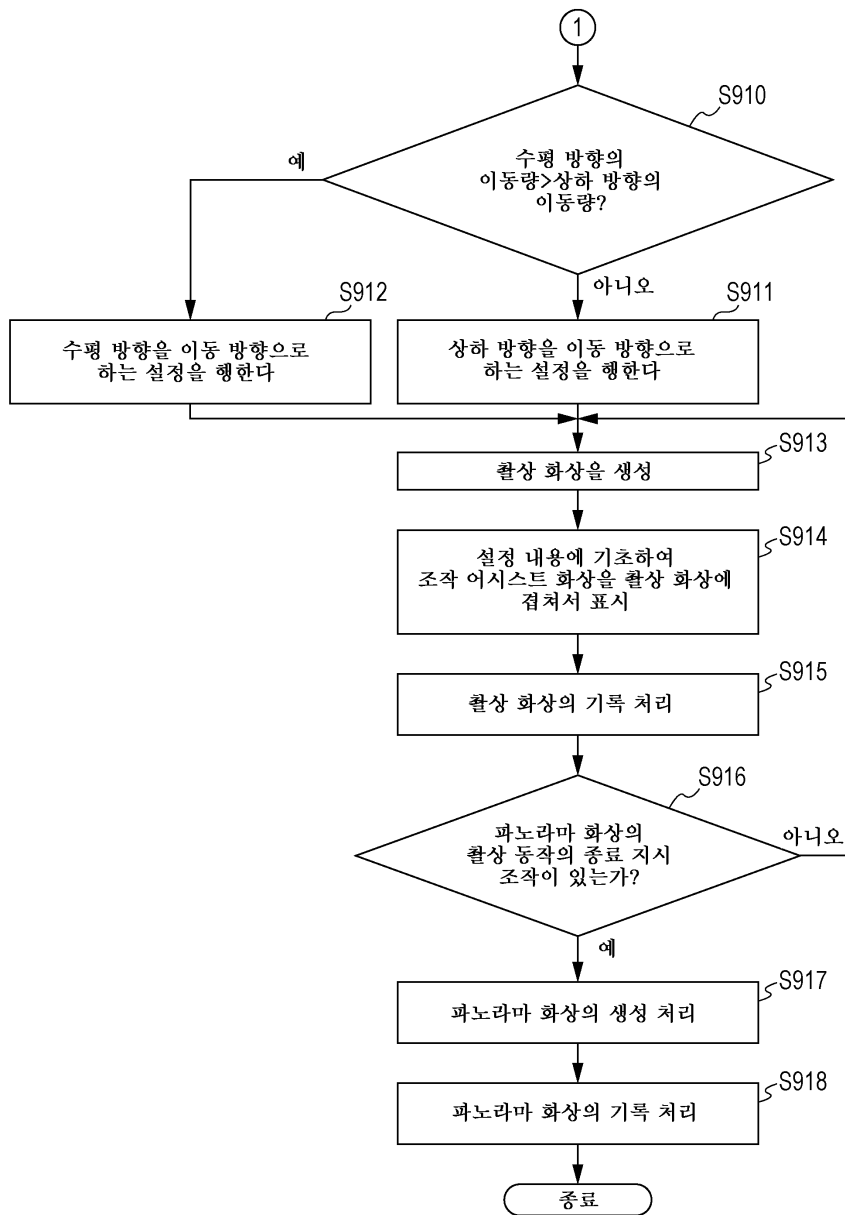 1
S910
수평 방향의
이동량>상하 방향의
이동량?
예
아니오
S912
수평 방향을 이동 방향으로
하는 설정을 행한다
S911
상하 방향을 이동 방향으로
하는 설정을 행한다
S913
촬상 화상을 생성
S914
설정 내용에 기초하여
조작 어시스트 화상을 촬상 화상에
겹쳐서 표시
S915
촬상 화상의 기록 처리
S916
파노라마 화상의
촬상 동작의 종료 지시
조작이 있는가?
아니오
예
S917
파노라마 화상의 생성 처리
S918
파노라마 화상의 기록 처리
종료